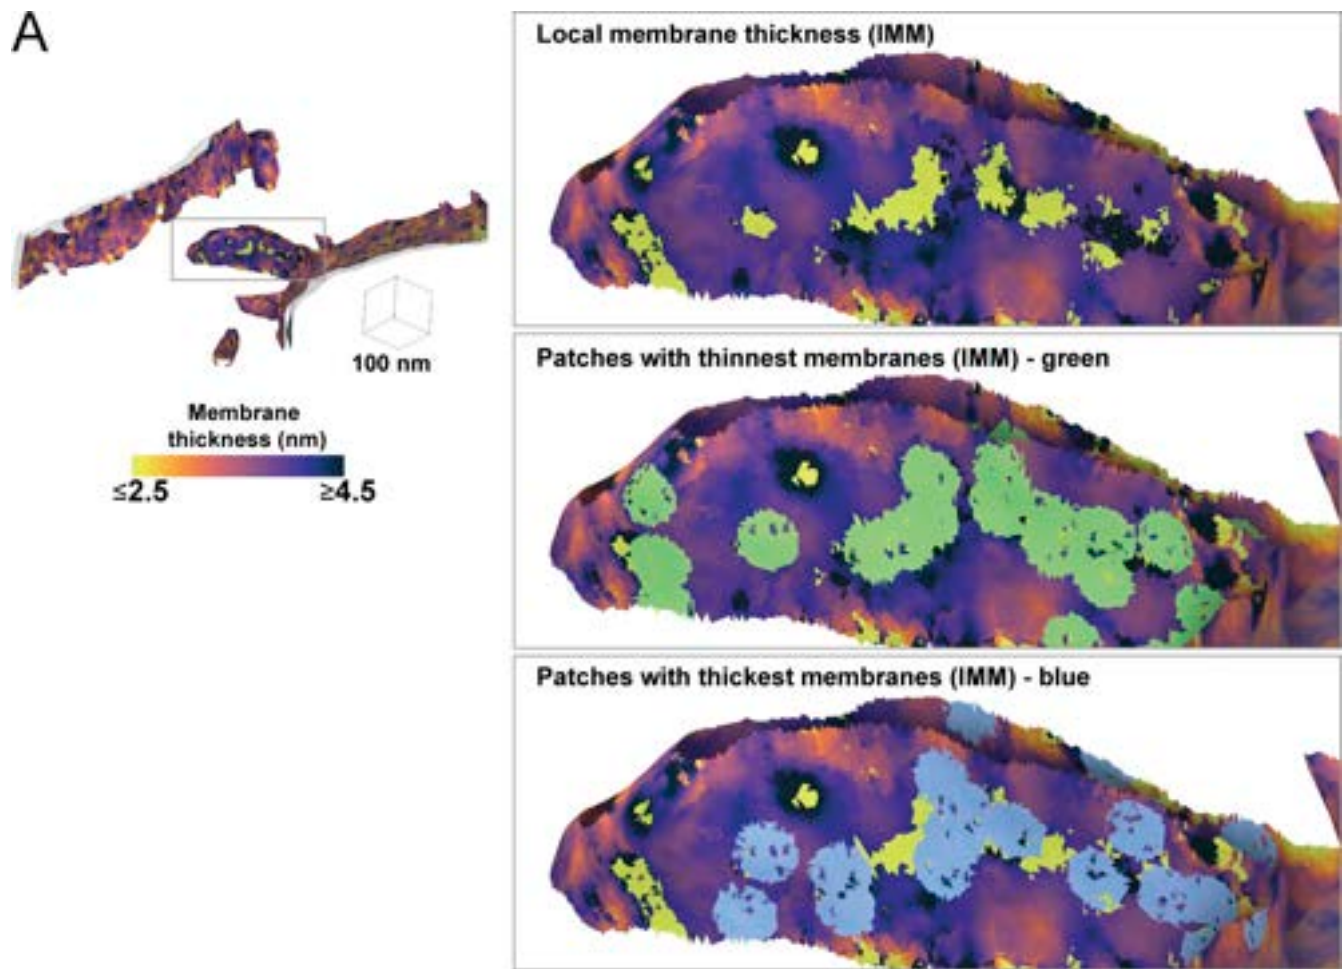 A
Local membrane thickness (IMM)
100 nm
Membrane
thickness (nm)
≤2.5
≥4.5
Patches with thinnest membranes (IMM) - green
Patches with thickest membranes (IMM) - blue